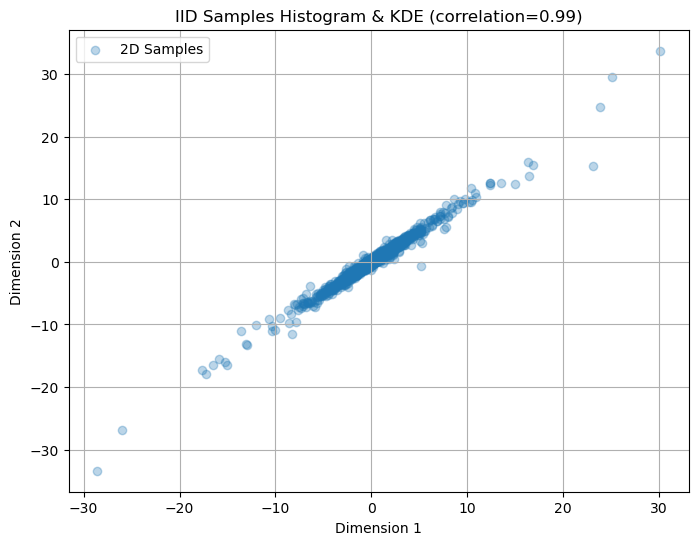 IID Samples Histogram & KDE (correlation=0.99)
2D Samples
30
20
10
0
−10
−20
−30
Dimension 2
−30 −20 −10 0 10 20 30
Dimension 1